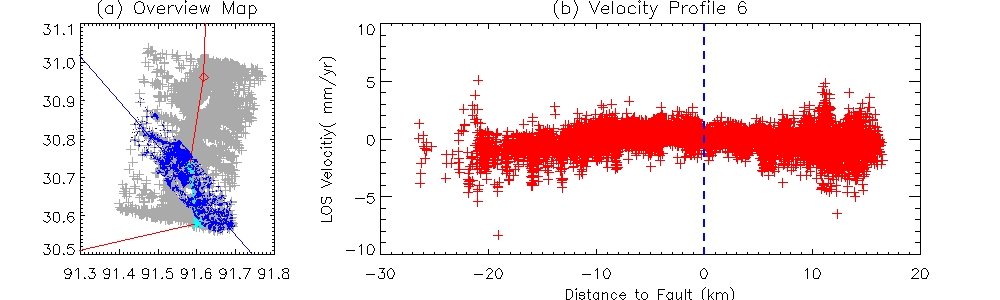 (a) Overview Map
31.1
31.0
30.9
30.8
30.7
30.6
30.5
91.3 91.4 91.5 91.6 91.7 91.8
(b) Velocity Profile 6
LOS Velocity( mm/yr)
10
5
0
−5
−10
−30 −20 −10 0 10 20
Distance to Fault (km)